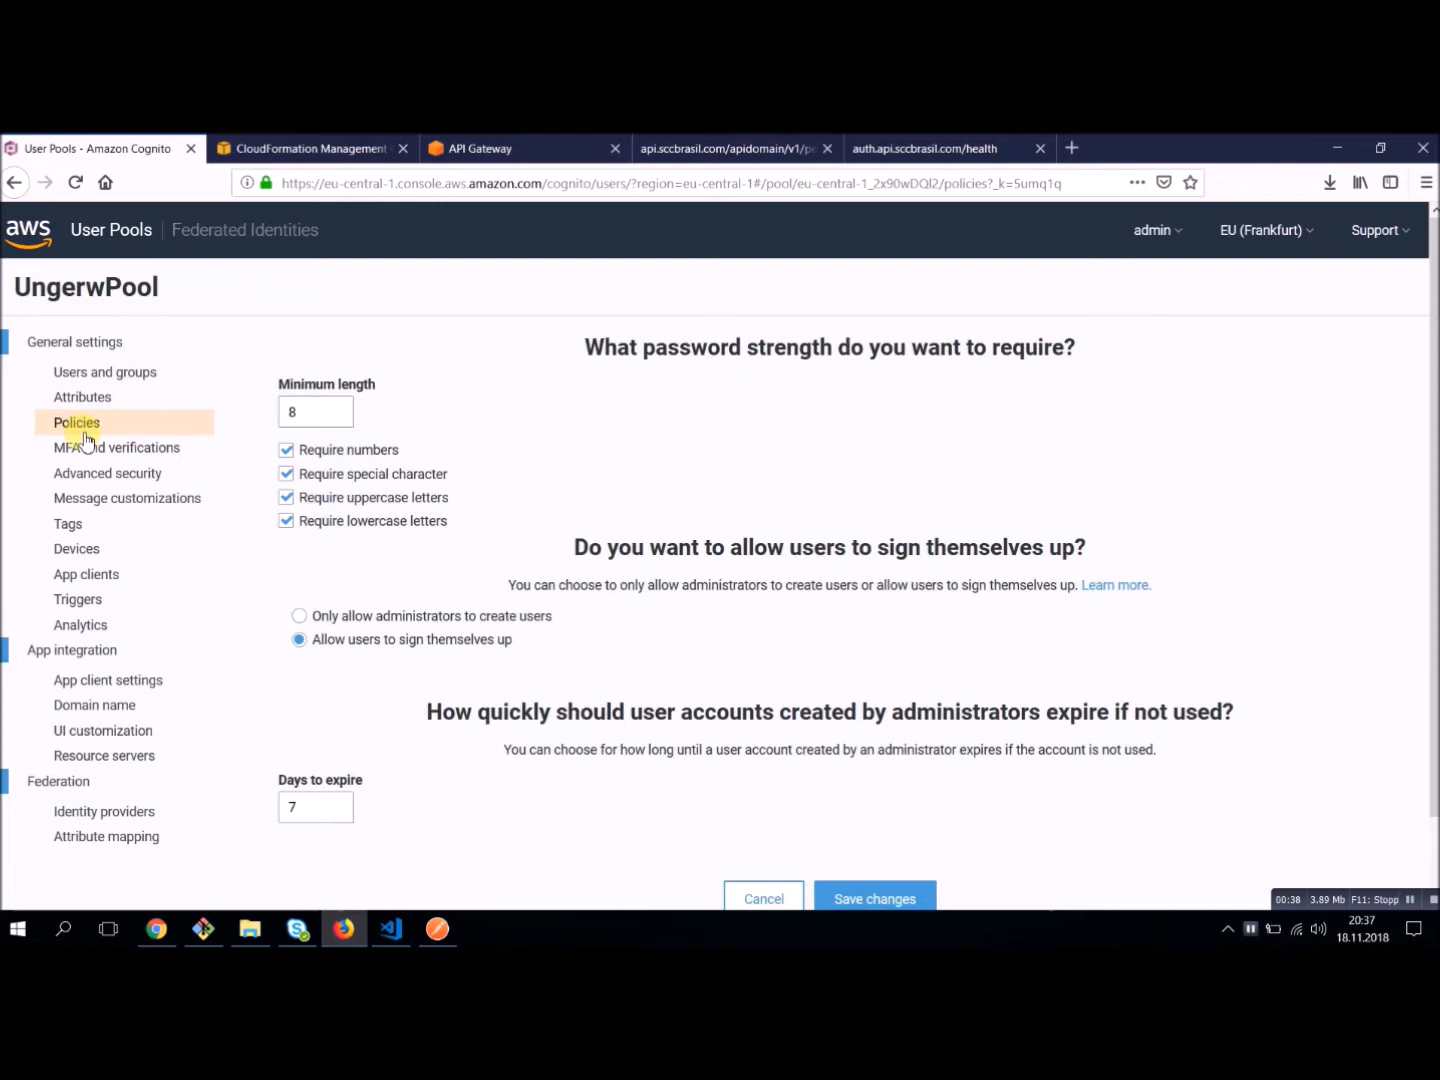 User Pools - Amazon Cognito
CloudFormation Management
API Gateway
api.sccbrasil.com/apidomain/v1/p
auth.api.sccbrasil.com/health
https://eu-central-1.console.aws.amazon.com/cognito/users/?region=eu-central-1#/pool/eu-central-1_2x90wDQl2/policies?_k=5umq1q
aws User Pools Federated Identities admin EU (Frankfurt) Support
UngerwPool
General settings
Users and groups
Attributes
Policies
MFA and verifications
Advanced security
Message customizations
Tags
Devices
App clients
Triggers
Analytics
App integration
App client settings
Domain name
UI customization
Resource servers
Federation
Identity providers
Attribute mapping
What password strength do you want to require?
Minimum length
8
Require numbers
Require special character
Require uppercase letters
Require lowercase letters
Do you want to allow users to sign themselves up?
You can choose to only allow administrators to create users or allow users to sign themselves up. Learn more.
Only allow administrators to create users
Allow users to sign themselves up
How quickly should user accounts created by administrators expire if not used?
You can choose for how long until a user account created by an administrator expires if the account is not used.
Days to expire
7
Cancel Save changes
00:38 3.89 Mb F11: Stopp
20:37
18.11.2018